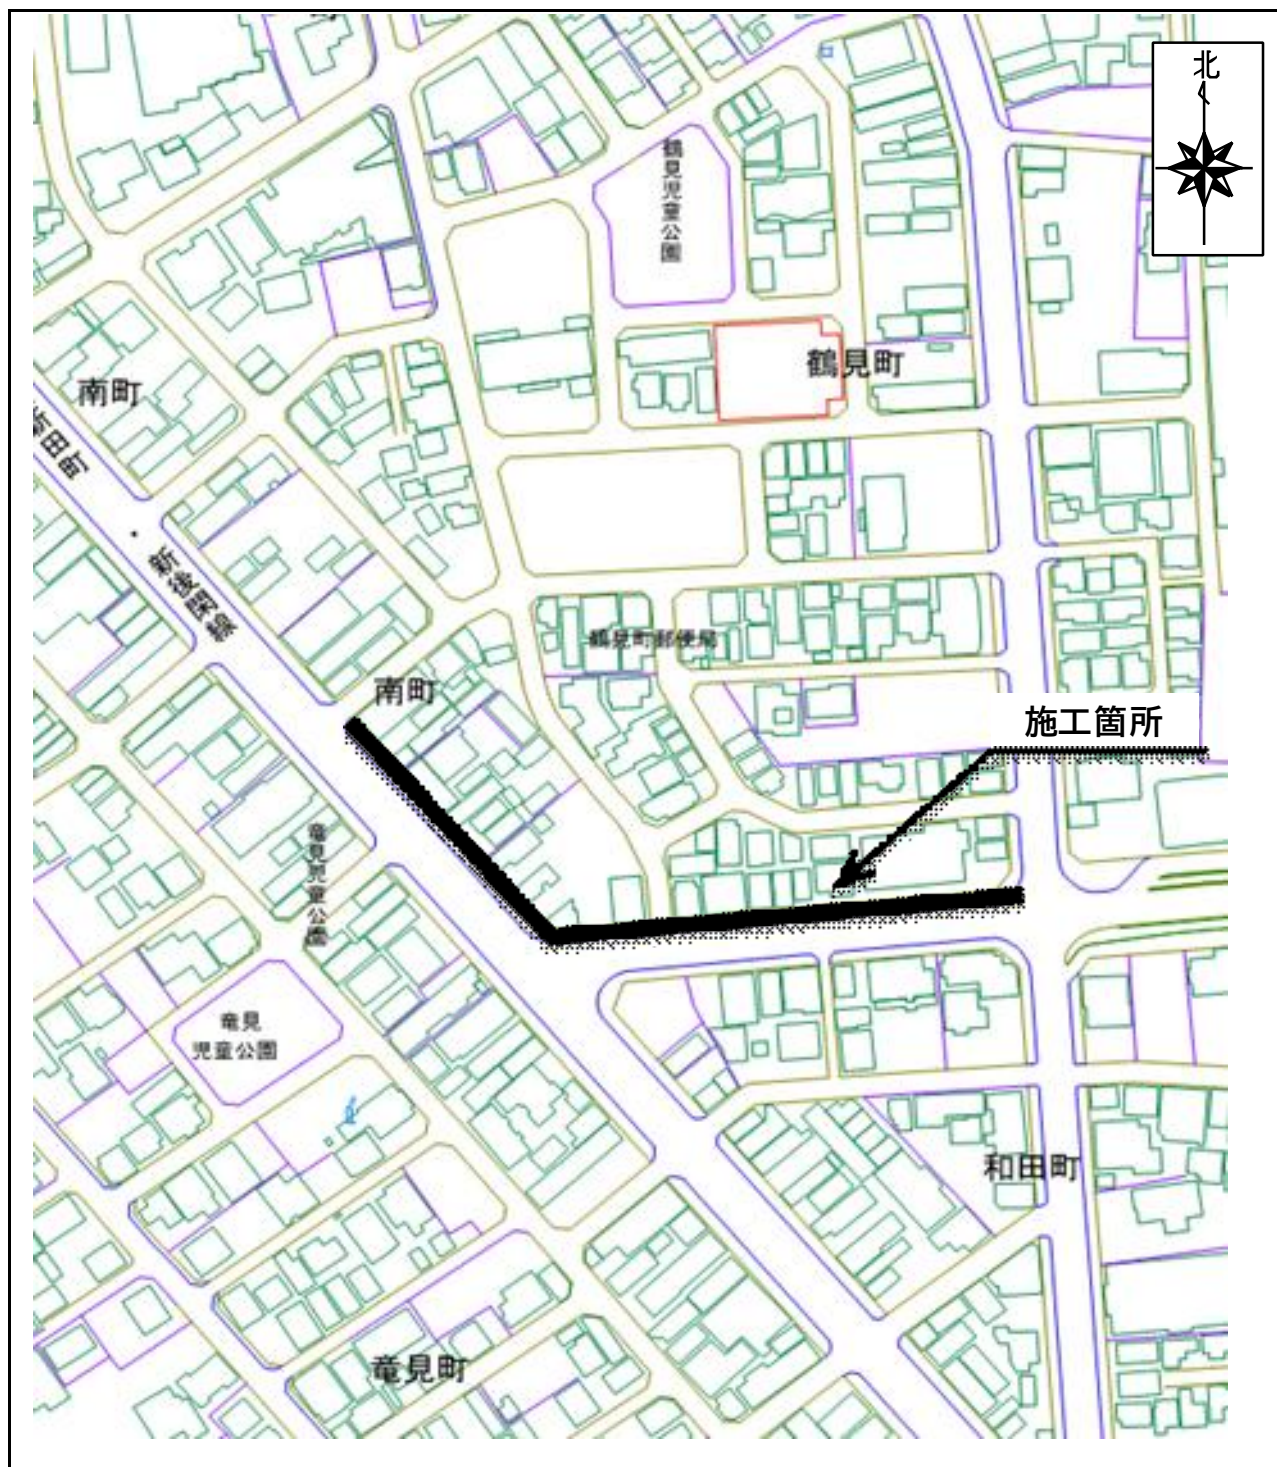 北
鶴見児童公園
鶴見町
南町
新田町
新後閑線
鶴見町郵便局
南町
施工箇所
竜見児童公園
竜見
児童公園
和田町
竜見町